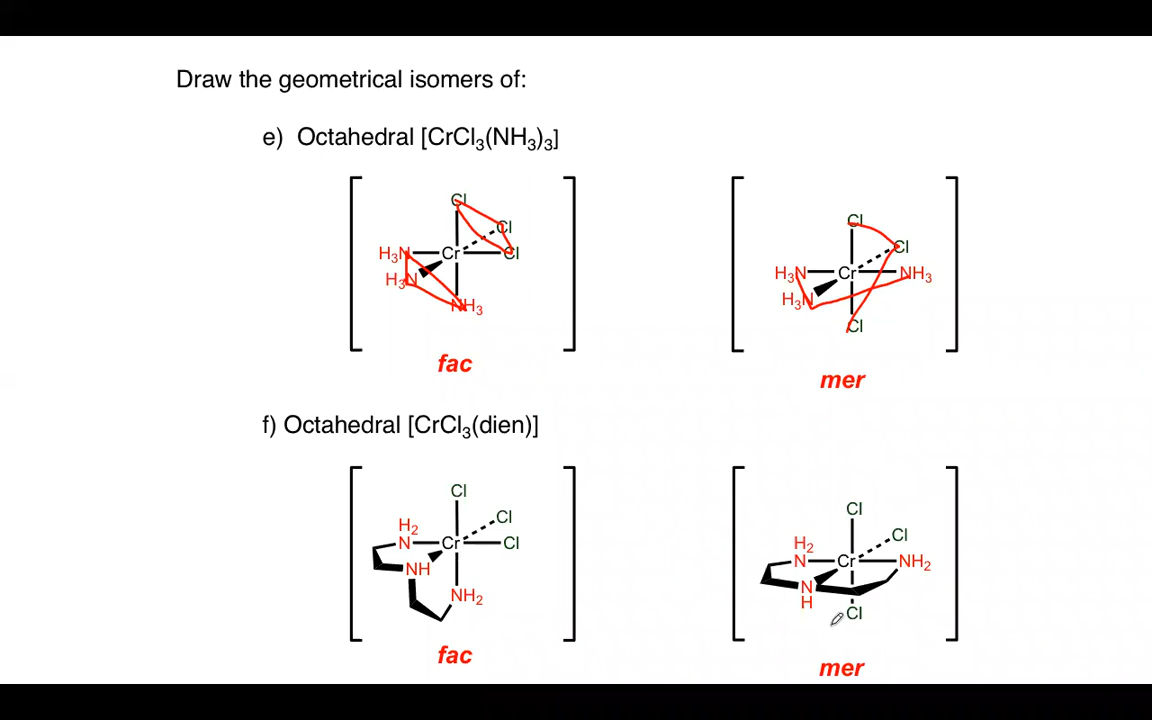 Draw the geometrical isomers of:
e) Octahedral [CrCl₃(NH₃)₃]
Cl
Cl
H₃N Cr Cl
H₃N
NH₃
fac
Cl
Cl
H₃N Cr NH₃
H₃N
Cl
mer
f) Octahedral [CrCl₃(dien)]
Cl
Cl
H₂
N Cr Cl
NH
NH₂
fac
Cl
Cl
H₂
N Cr NH₂
N
H
Cl
mer